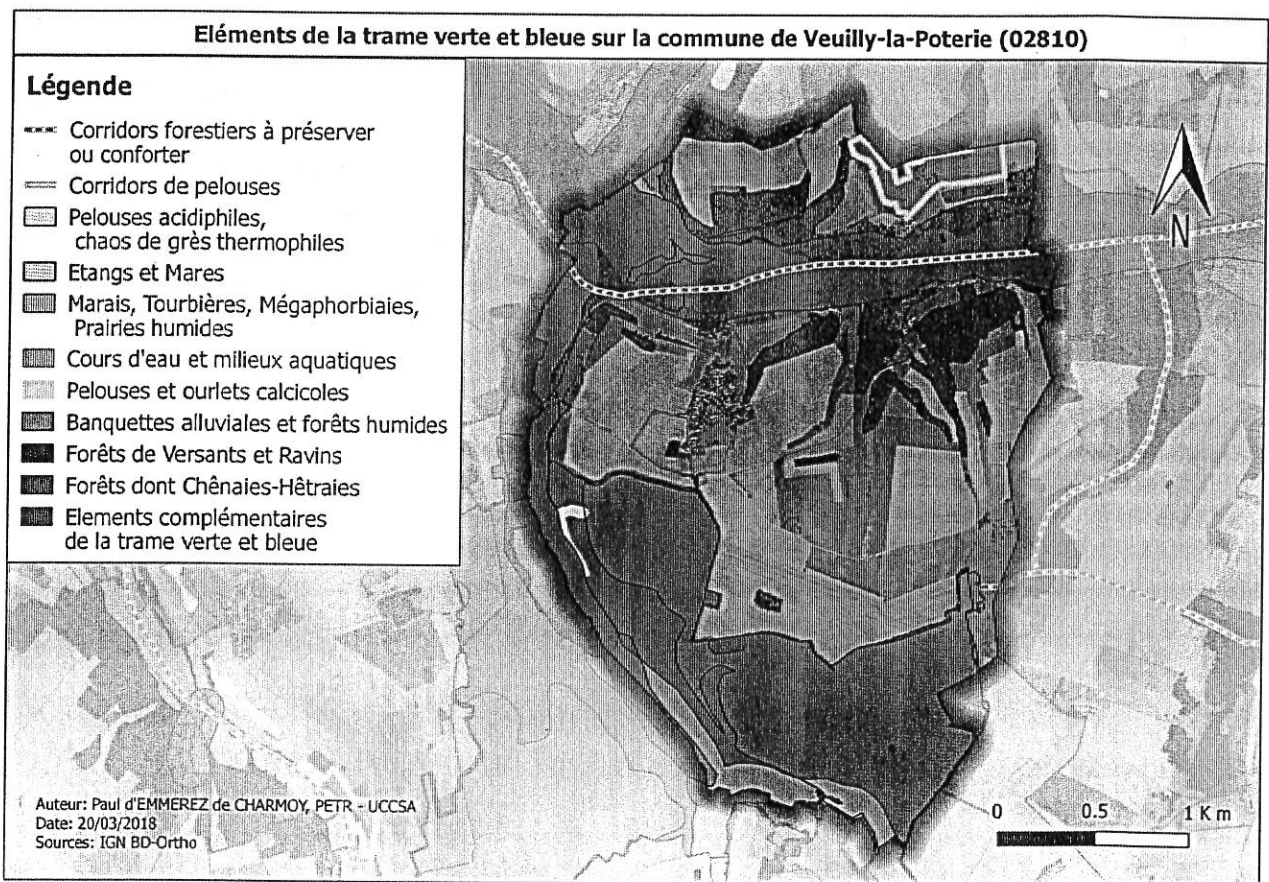 Eléments de la trame verte et bleue sur la commune de Veuilly-la-Poterie (02810)
Légende
Corridors forestiers à préserver
ou conforter
Corridors de pelouses
Pelouses acidiphiles,
chaos de grès thermophiles
Etangs et Mares
Marais, Tourbières, Mégaphorbiaies,
Prairies humides
Cours d'eau et milieux aquatiques
Pelouses et ourlets calcicoles
Banquettes alluviales et forêts humides
Forêts de Versants et Ravins
Forêts dont Chênaies-Hêtraies
Elements complémentaires
de la trame verte et bleue
N
Auteur: Paul d'EMMEREZ de CHARMOY, PETR - UCCSA
Date: 20/03/2018
Sources: IGN BD-Ortho
0 0.5 1 Km